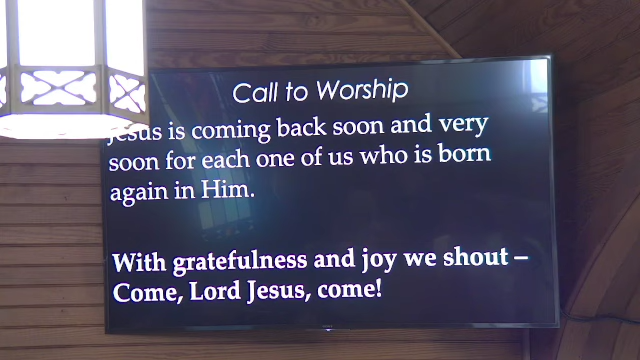 Call to Worship
Jesus is coming back soon and very
soon for each one of us who is born
again in Him.
With gratefulness and joy we shout –
Come, Lord Jesus, come!